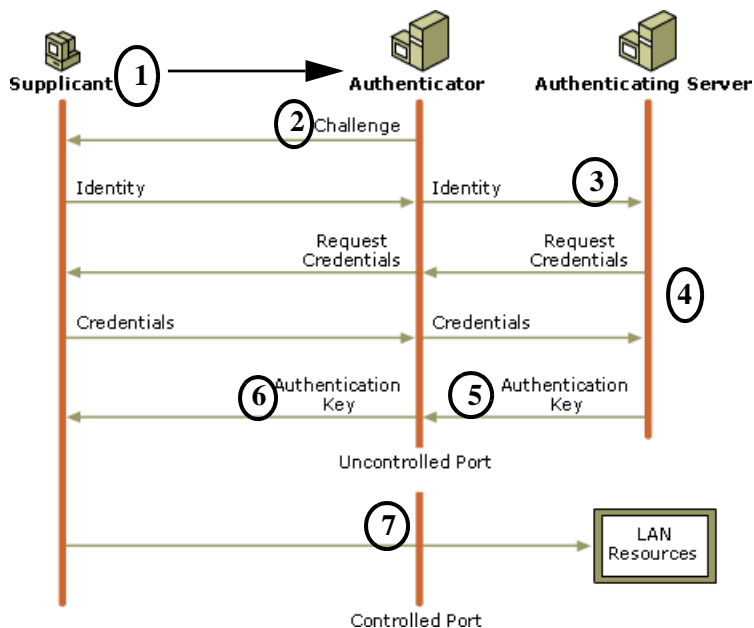 1
Supplicant
Authenticator
Authenticating Server
2
Challenge
Identity
Identity
3
Request
Credentials
Request
Credentials
4
Credentials
Credentials
6
Authentication
Key
5
Authentication
Key
Uncontrolled Port
7
LAN
Resources
Controlled Port